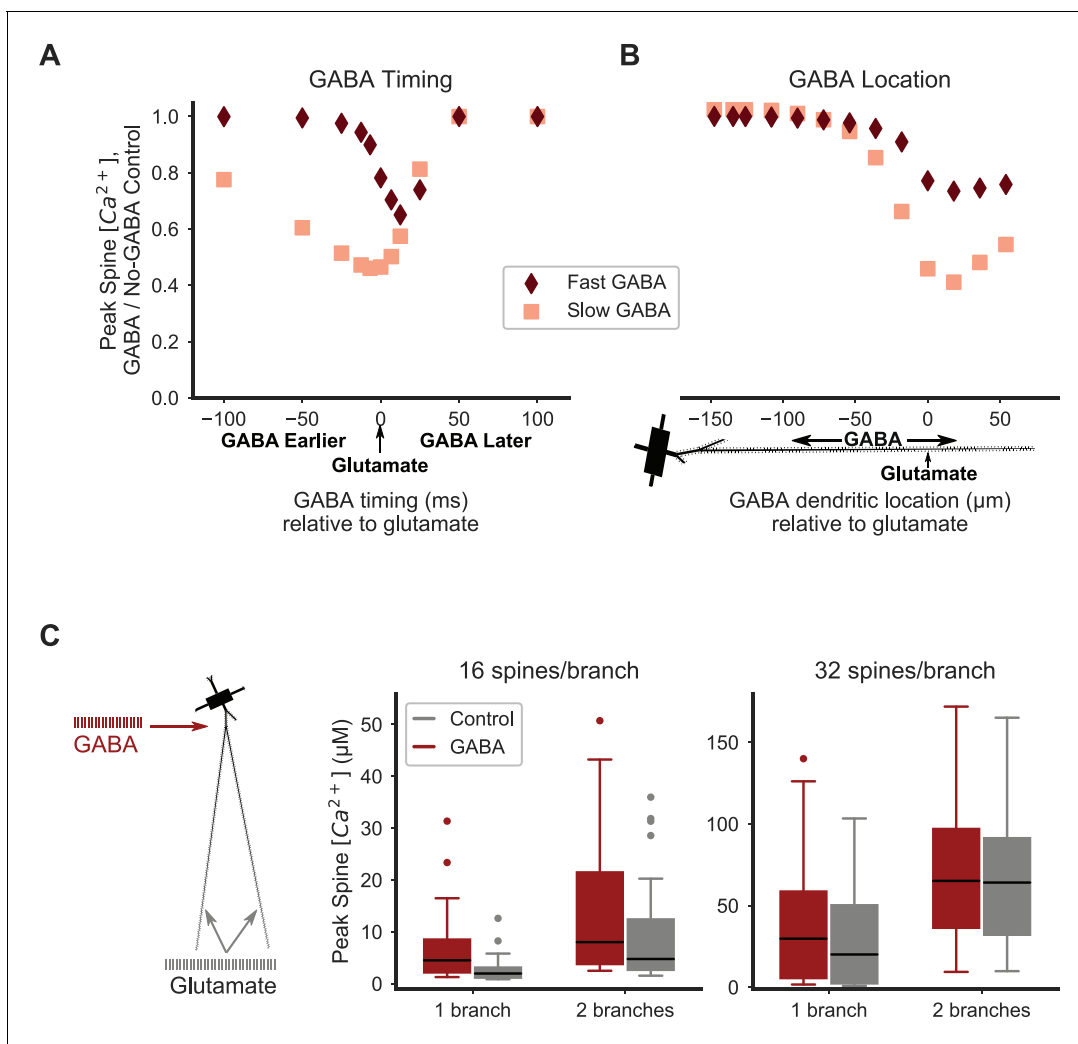 A
GABA Timing
Peak Spine [Ca²⁺],
GABA / No-GABA Control
1.0
0.8
0.6
0.4
0.2
0.0
−100
−50
0
50
100
GABA Earlier
GABA Later
Glutamate
GABA timing (ms)
relative to glutamate
Fast GABA
Slow GABA
B
GABA Location
−150
−100
−50
0
50
GABA
Glutamate
GABA dendritic location (μm)
relative to glutamate
C
GABA
Glutamate
16 spines/branch
Peak Spine [Ca²⁺] (μM)
50
40
30
20
10
0
Control
GABA
1 branch
2 branches
32 spines/branch
150
100
50
0
1 branch
2 branches